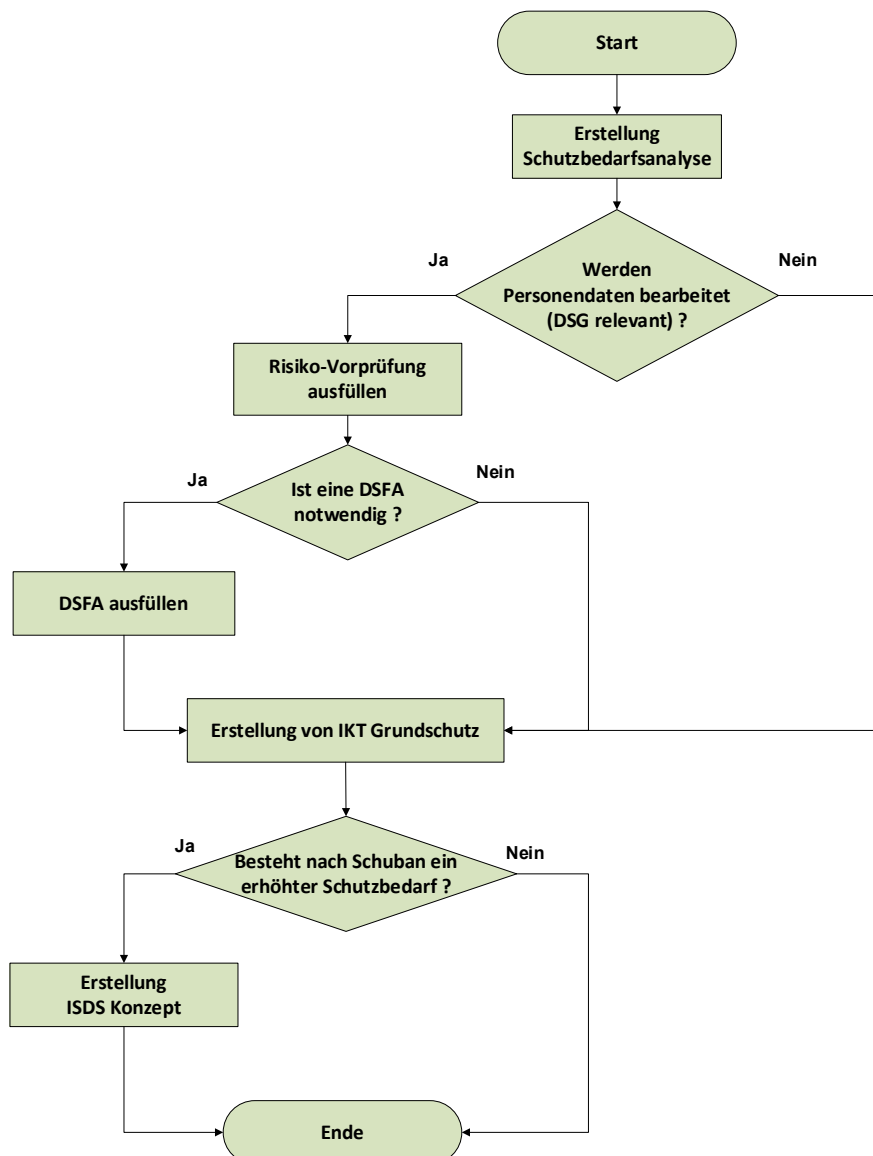 Start
Erstellung
Schutzbedarfsanalyse
Ja
Nein
Werden
Personendaten bearbeitet
(DSG relevant) ?
Risiko-Vorprüfung
ausfüllen
Ja
Nein
Ist eine DSFA
notwendig ?
DSFA ausfüllen
Erstellung von IKT Grundschutz
Ja
Nein
Besteht nach Schuban ein
erhöhter Schutzbedarf ?
Erstellung
ISDS Konzept
Ende